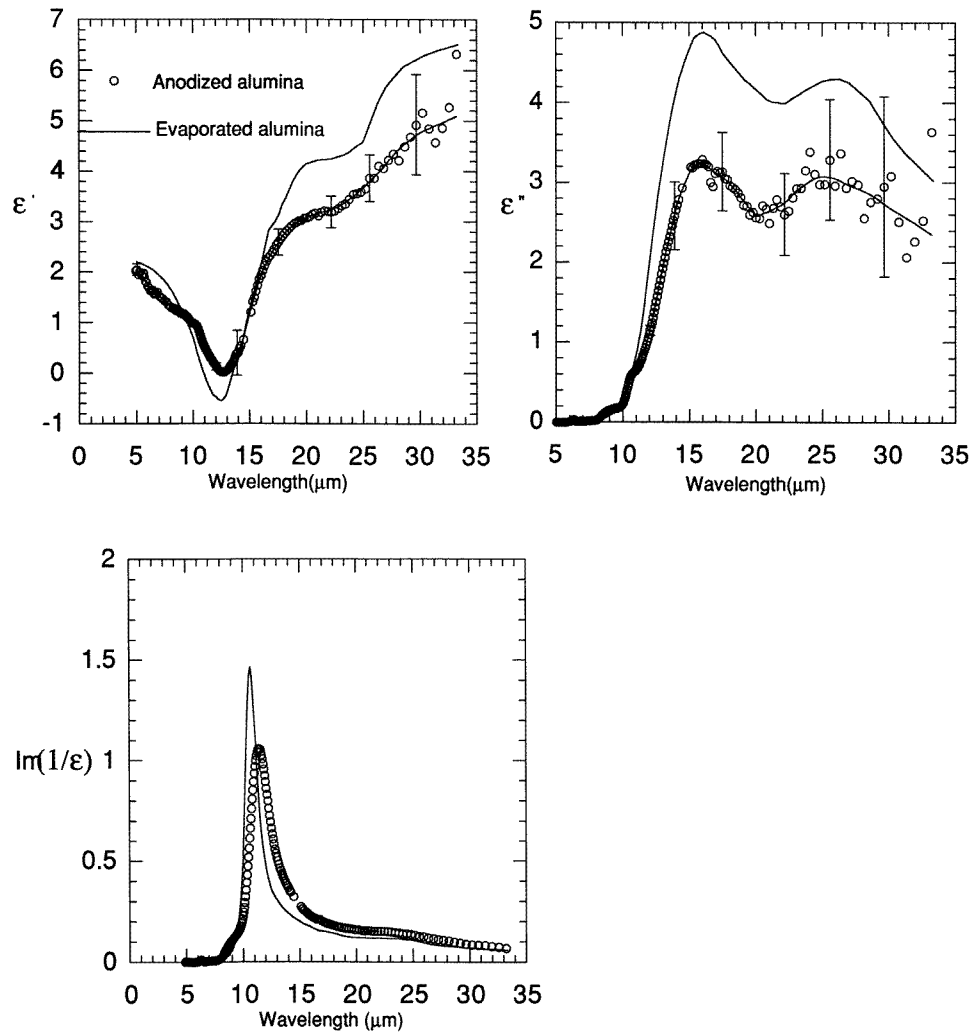 7
6
5
4
3
2
1
0
-1
ε'
Anodized alumina
Evaporated alumina
0 5 10 15 20 25 30 35
Wavelength(μm)
5
4
3
2
1
0
ε"
5 10 15 20 25 30 35
Wavelength(μm)
2
1.5
1
0.5
0
Im(1/ε)
0 5 10 15 20 25 30 35
Wavelength (μm)